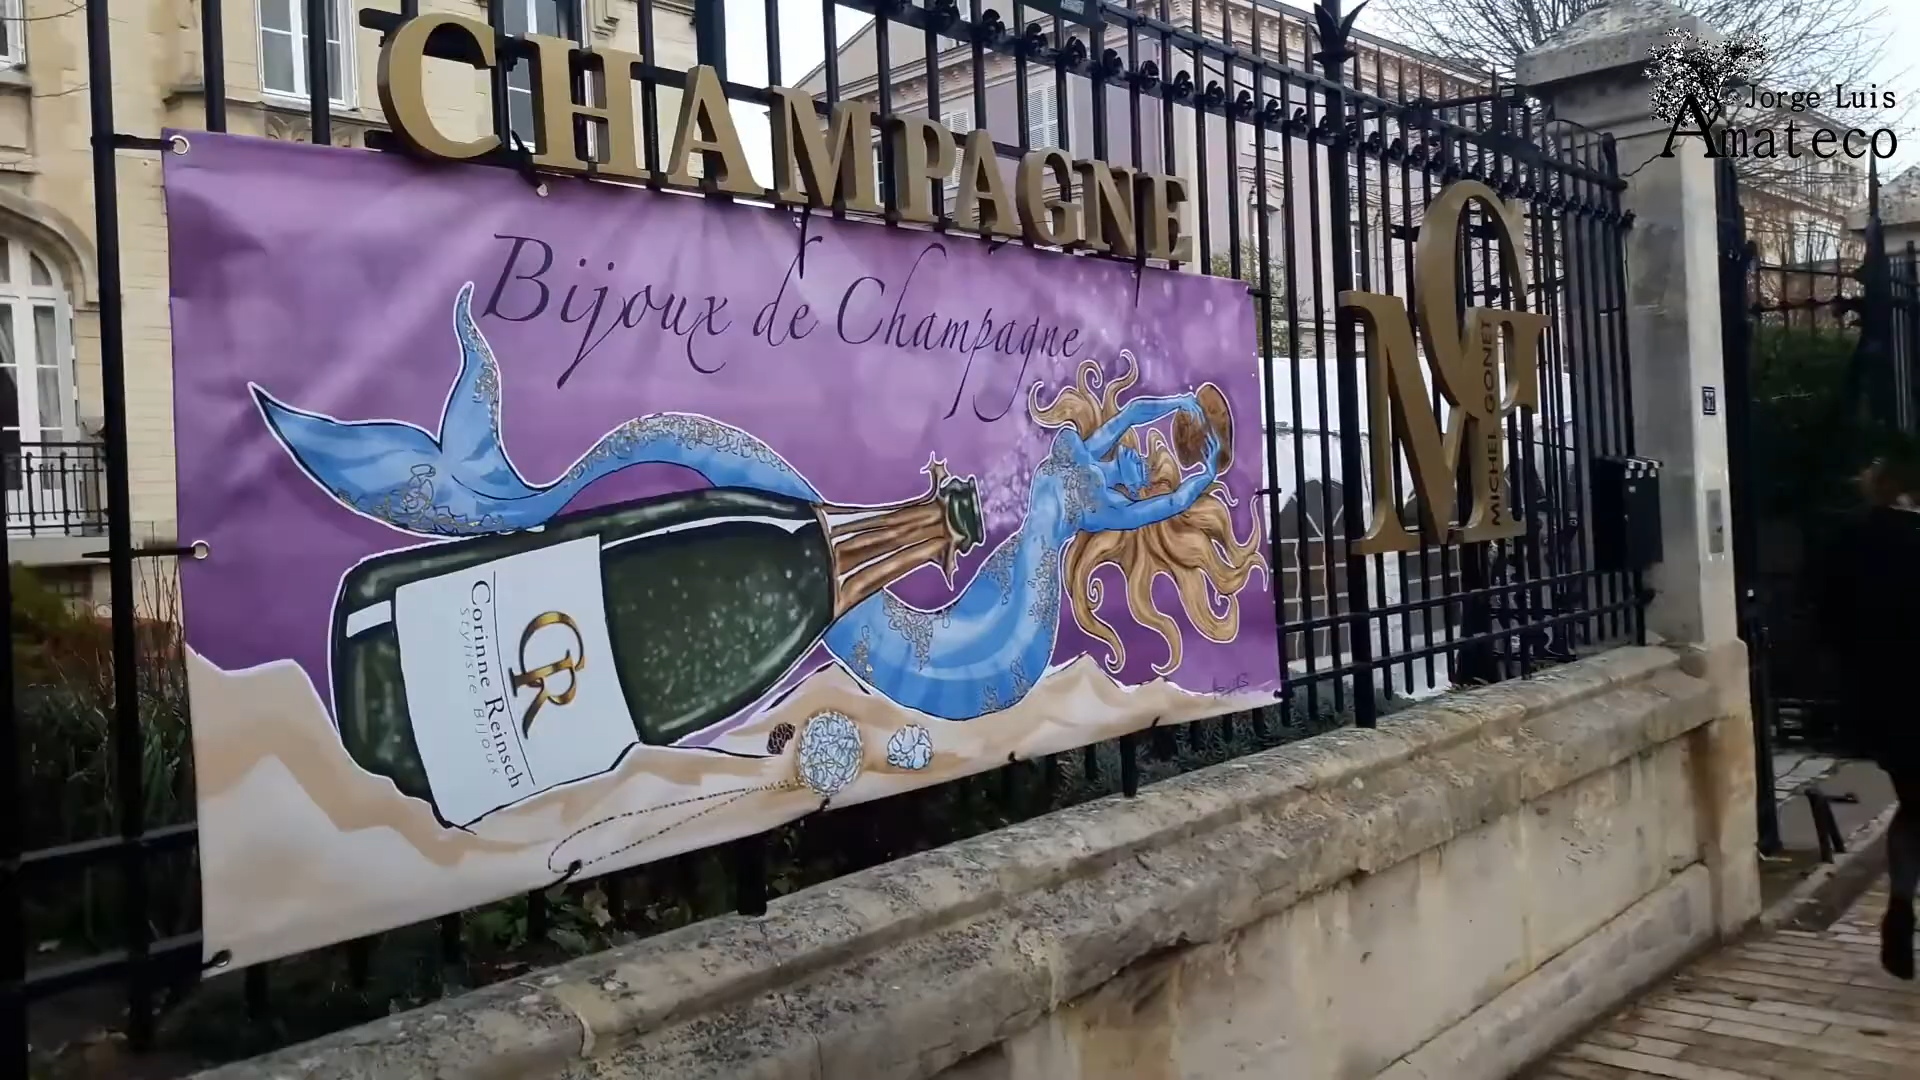 CHAMPAGNE
Jorge Luis
Amateco
Bijoux de Champagne
MG
MICHEL GONET
CR
Corinne Reinsch
Styliste Bijoux